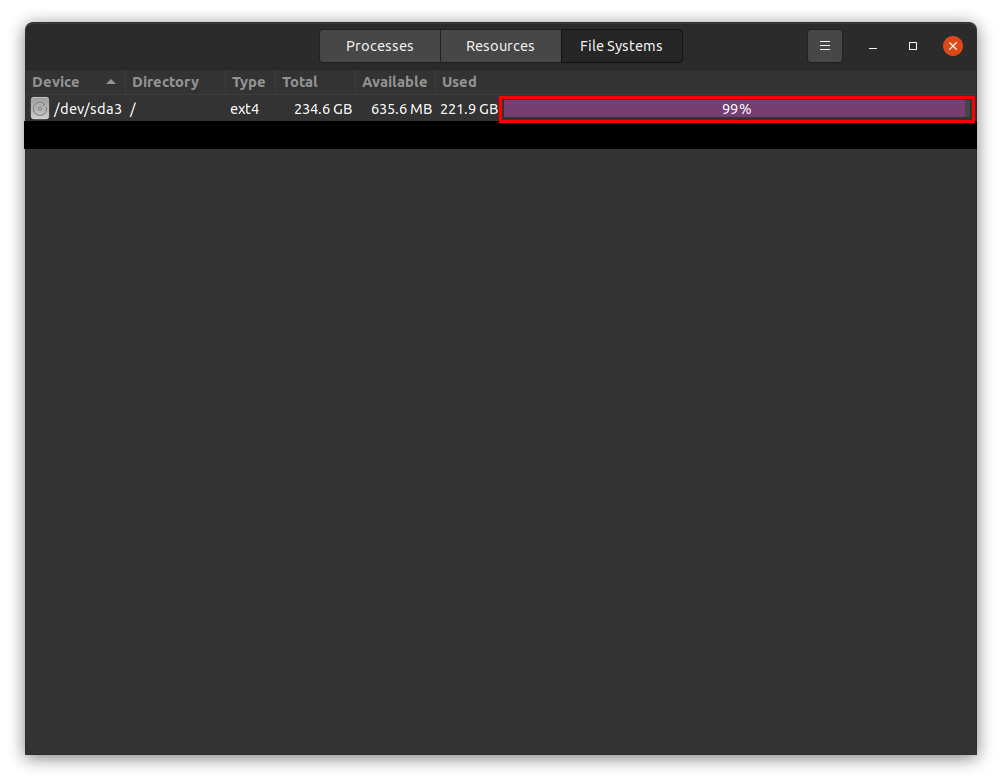 Processes Resources File Systems
Device Directory Type Total Available Used
/dev/sda3 / ext4 234.6 GB 635.6 MB 221.9 GB 99%